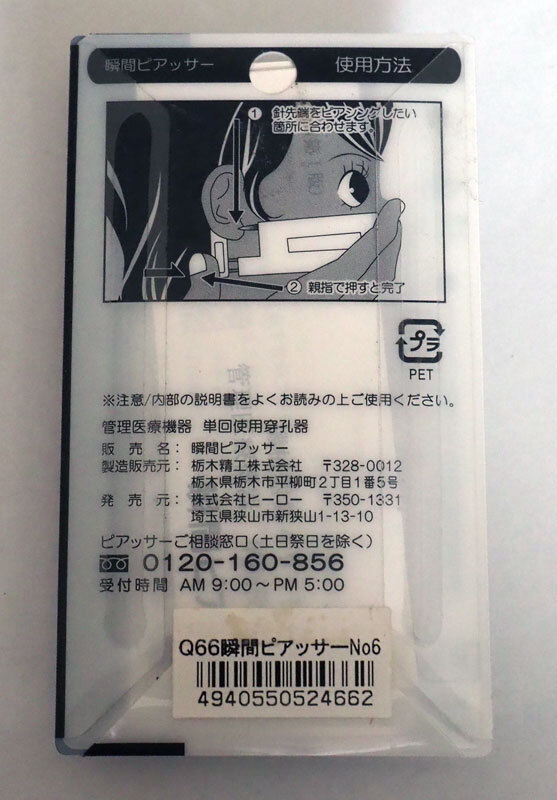 瞬間ピアッサー 使用方法
① 針先端をピアシングしたい
箇所に合わせます。
② 親指で押すと完了
プラ
PET
※注意/内部の説明書をよくお読みの上ご使用ください。
管理医療機器 単回使用穿孔器
販売名：瞬間ピアッサー
製造販売元：栃木精工株式会社 〒328-0012
栃木県栃木市平柳町2丁目1番5号
発売元：株式会社ヒーロー 〒350-1331
埼玉県狭山市新狭山1-13-10
ピアッサーご相談窓口(土日祭日を除く)
0120-160-856
受付時間 AM 9:00～PM 5:00
Q66瞬間ピアッサーNo6
4940550524662